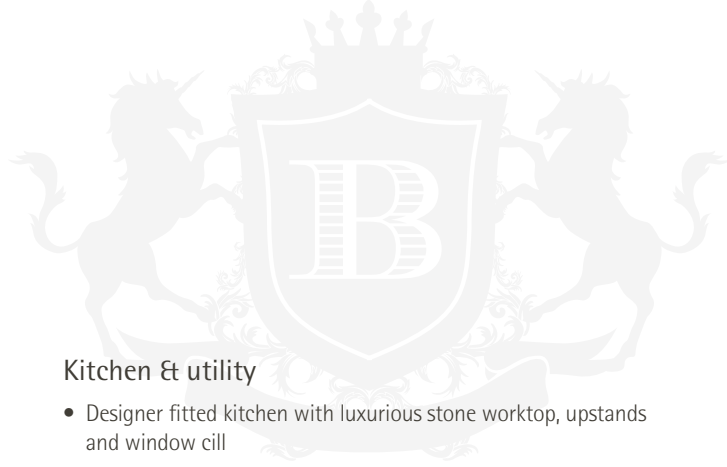 B
Kitchen & utility
• Designer fitted kitchen with luxurious stone worktop, upstands
and window cill